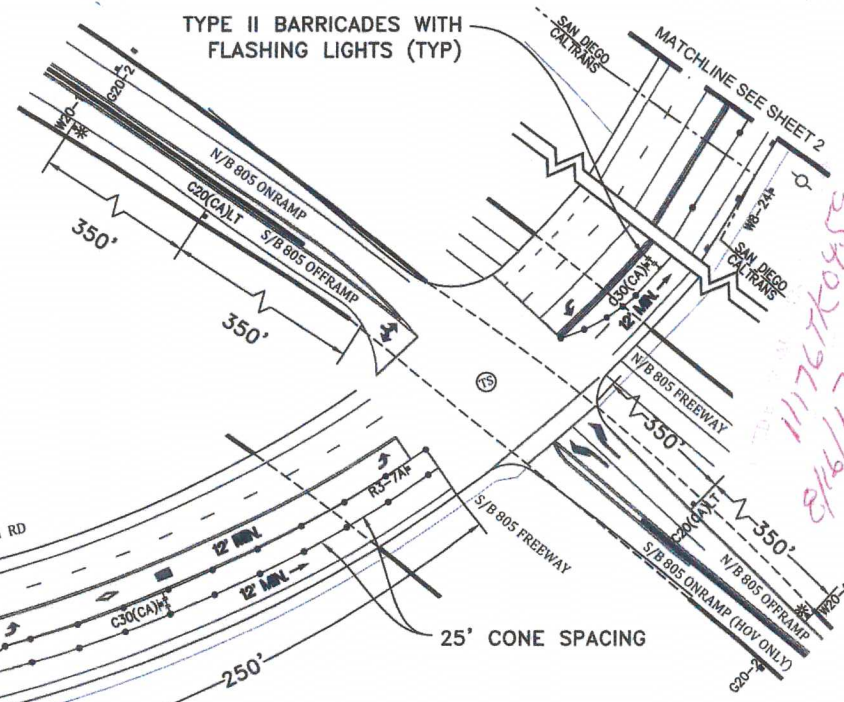 TYPE II BARRICADES WITH
FLASHING LIGHTS (TYP)
SAN DIEGO
CALTRANS
MATCHLINE SEE SHEET 2
G20-2
W20-1
N/B 805 ONRAMP
C20(CA)LT
S/B 805 OFFRAMP
350'
350'
W8-24
SAN DIEGO
CALTRANS
C30(CA)
12' MIN.
TS
N/B 805 FREEWAY
350'
350'
C20(CA)LT
N/B 805 OFFRAMP
S/B 805 ONRAMP (HOV ONLY)
G20-2
S/B 805 FREEWAY
R3-7A
RD
12' MIN.
C30(CA)
12' MIN.
25' CONE SPACING
250'